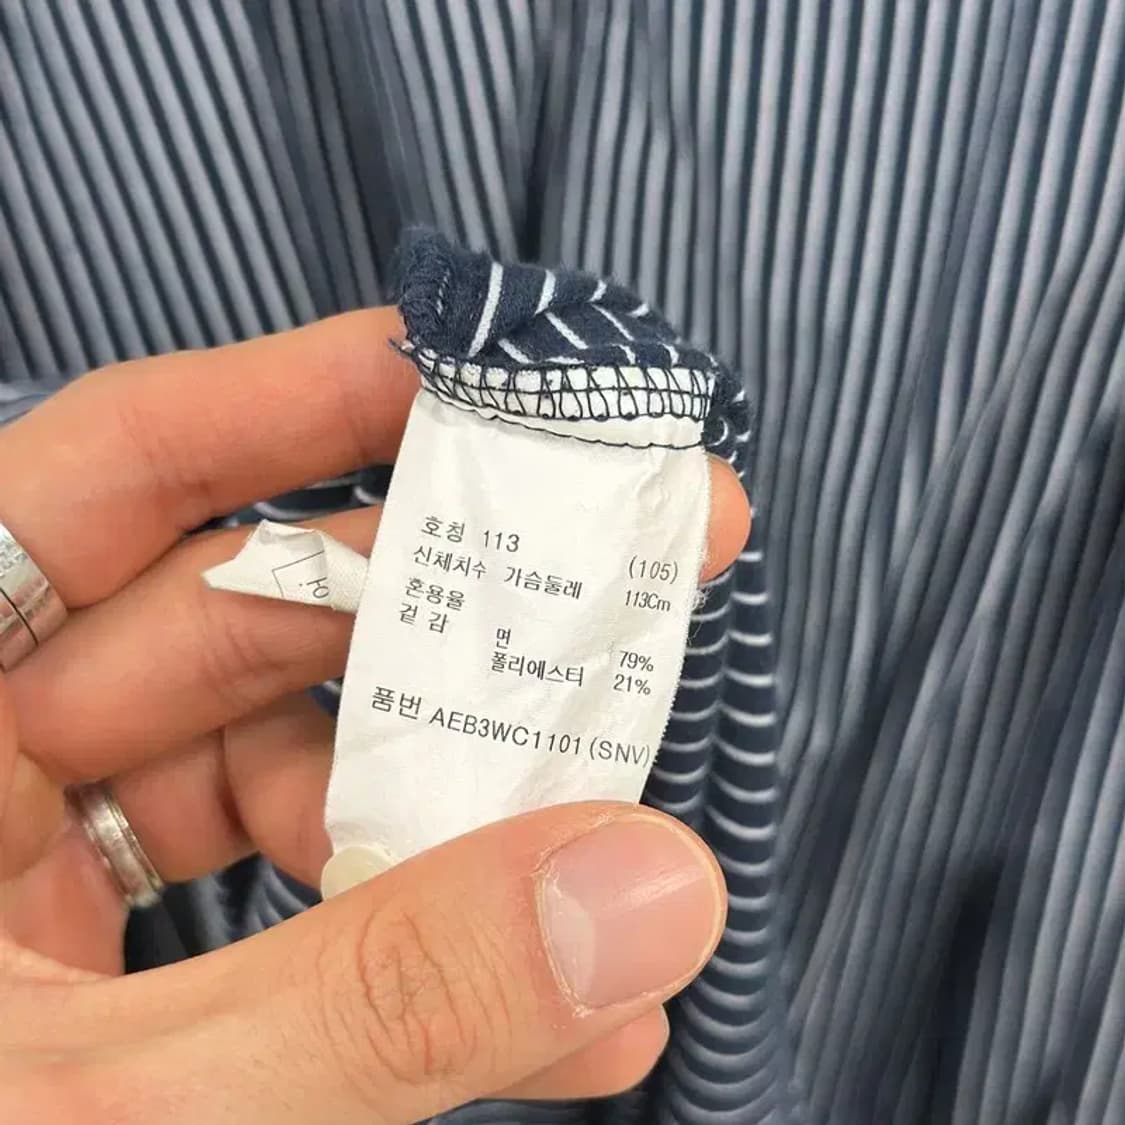 호칭 113 (105)
신체치수 가슴둘레 113Cm
혼용율
겉감 면 79%
폴리에스터 21%
품번 AEB3WC1101 (SNV)